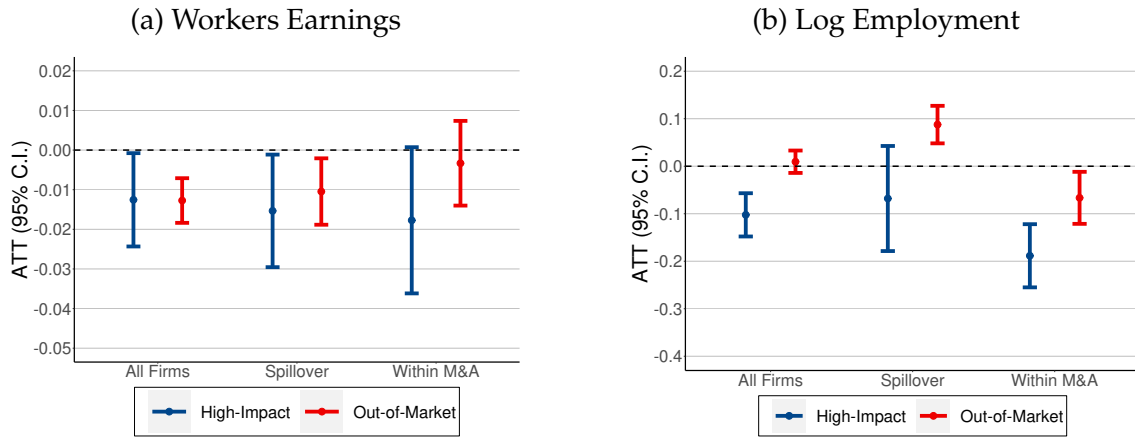 (a) Workers Earnings
ATT (95% C.I.)
0.02
0.01
0.00
-0.01
-0.02
-0.03
-0.04
-0.05
All Firms Spillover Within M&A
High-Impact Out-of-Market
(b) Log Employment
ATT (95% C.I.)
0.2
0.1
0.0
-0.1
-0.2
-0.3
-0.4
All Firms Spillover Within M&A
High-Impact Out-of-Market